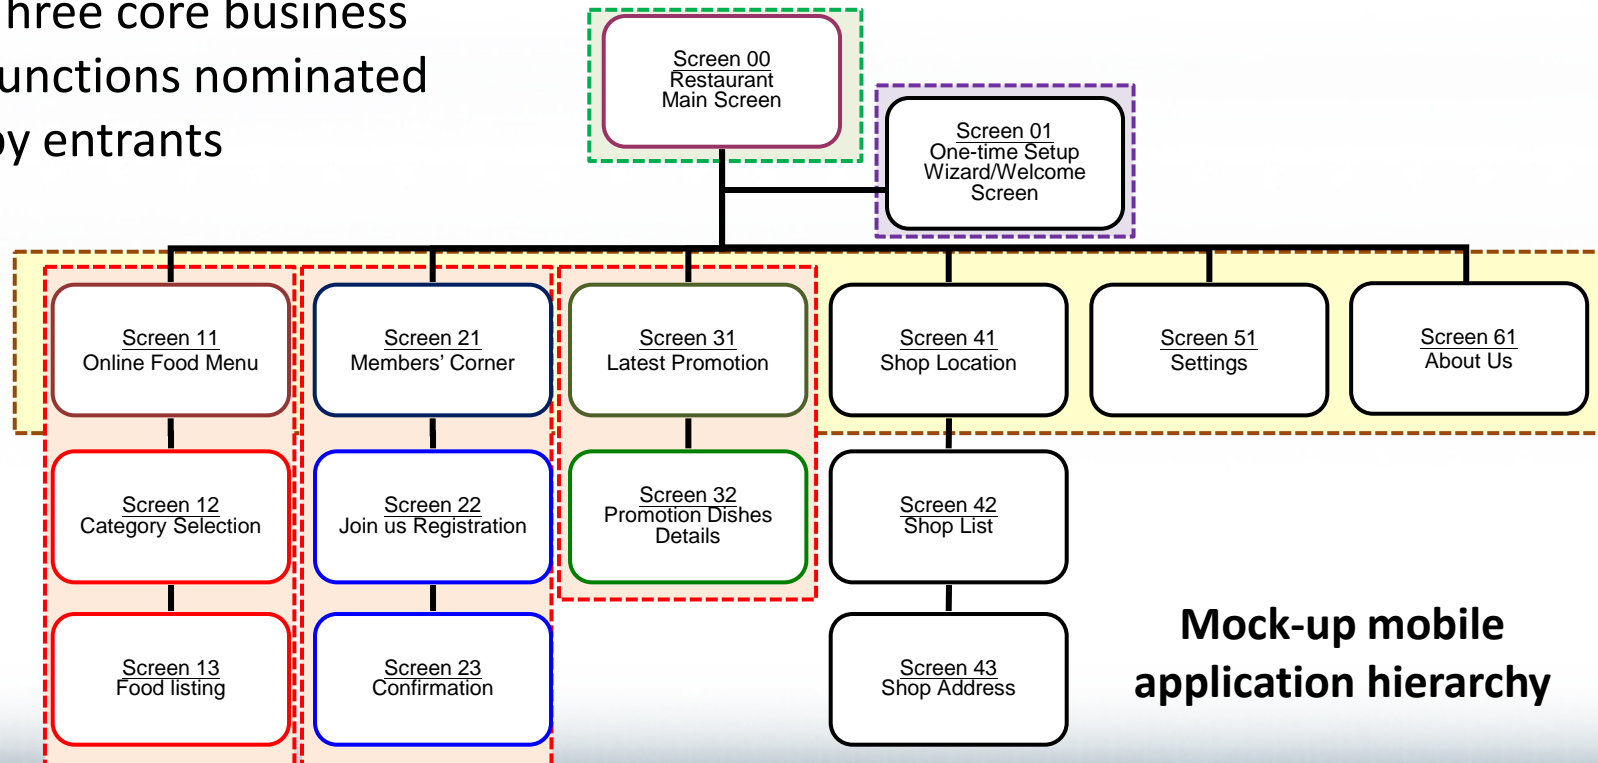 Three core business
functions nominated
by entrants
Screen 00
Restaurant
Main Screen
Screen 01
One-time Setup
Wizard/Welcome
Screen
Screen 11
Online Food Menu
Screen 21
Members’ Corner
Screen 31
Latest Promotion
Screen 41
Shop Location
Screen 51
Settings
Screen 61
About Us
Screen 12
Category Selection
Screen 22
Join us Registration
Screen 32
Promotion Dishes
Details
Screen 42
Shop List
Screen 13
Food listing
Screen 23
Confirmation
Screen 43
Shop Address
Mock-up mobile
application hierarchy